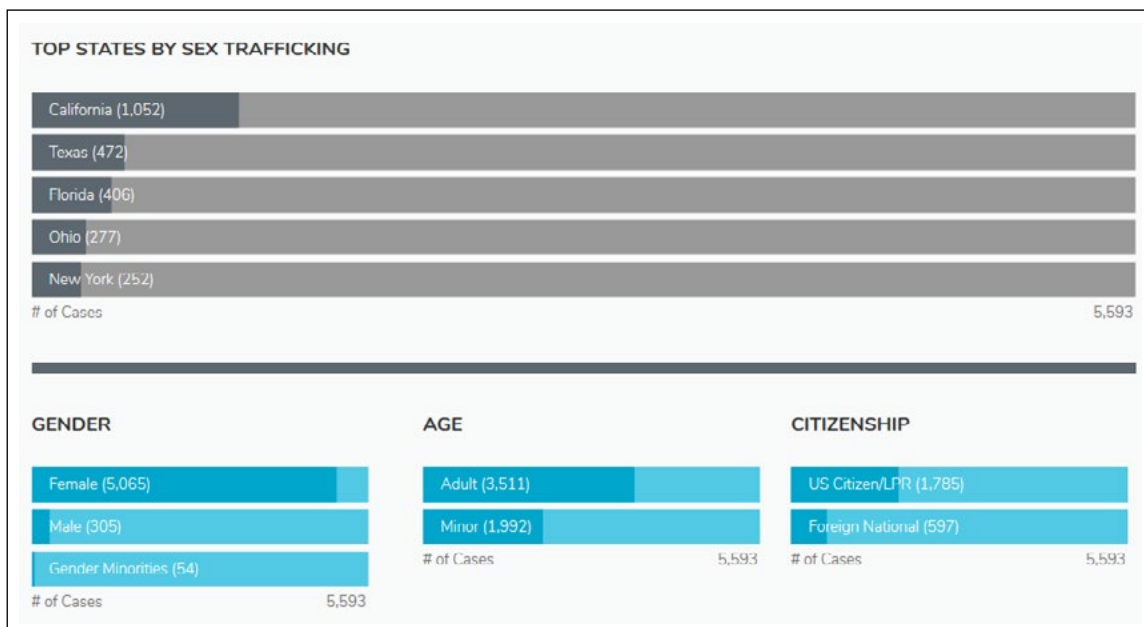 TOP STATES BY SEX TRAFFICKING
California (1,052)
Texas (472)
Florida (406)
Ohio (277)
New York (252)
# of Cases 5,593
GENDER
Female (5,065)
Male (305)
Gender Minorities (54)
# of Cases 5,593
AGE
Adult (3,511)
Minor (1,992)
# of Cases 5,593
CITIZENSHIP
US Citizen/LPR (1,785)
Foreign National (597)
# of Cases 5,593